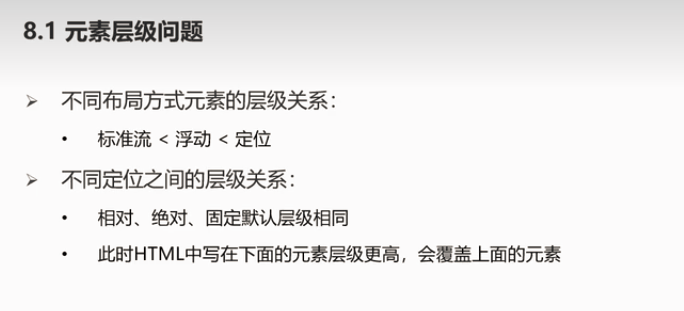 8.1 元素层级问题
不同布局方式元素的层级关系：
标准流 < 浮动 < 定位
不同定位之间的层级关系：
相对、绝对、固定默认层级相同
此时HTML中写在下面的元素层级更高，会覆盖上面的元素